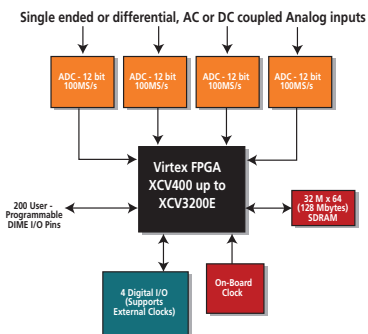 Single ended or differential, AC or DC coupled Analog inputs
ADC - 12 bit
100MS/s
ADC - 12 bit
100MS/s
ADC - 12 bit
100MS/s
ADC - 12 bit
100MS/s
Virtex FPGA
XCV400 up to
XCV3200E
200 User -
Programmable
DIME I/O Pins
32 M x 64
(128 Mbytes)
SDRAM
4 Digital I/O
(Supports
External Clocks)
On-Board
Clock